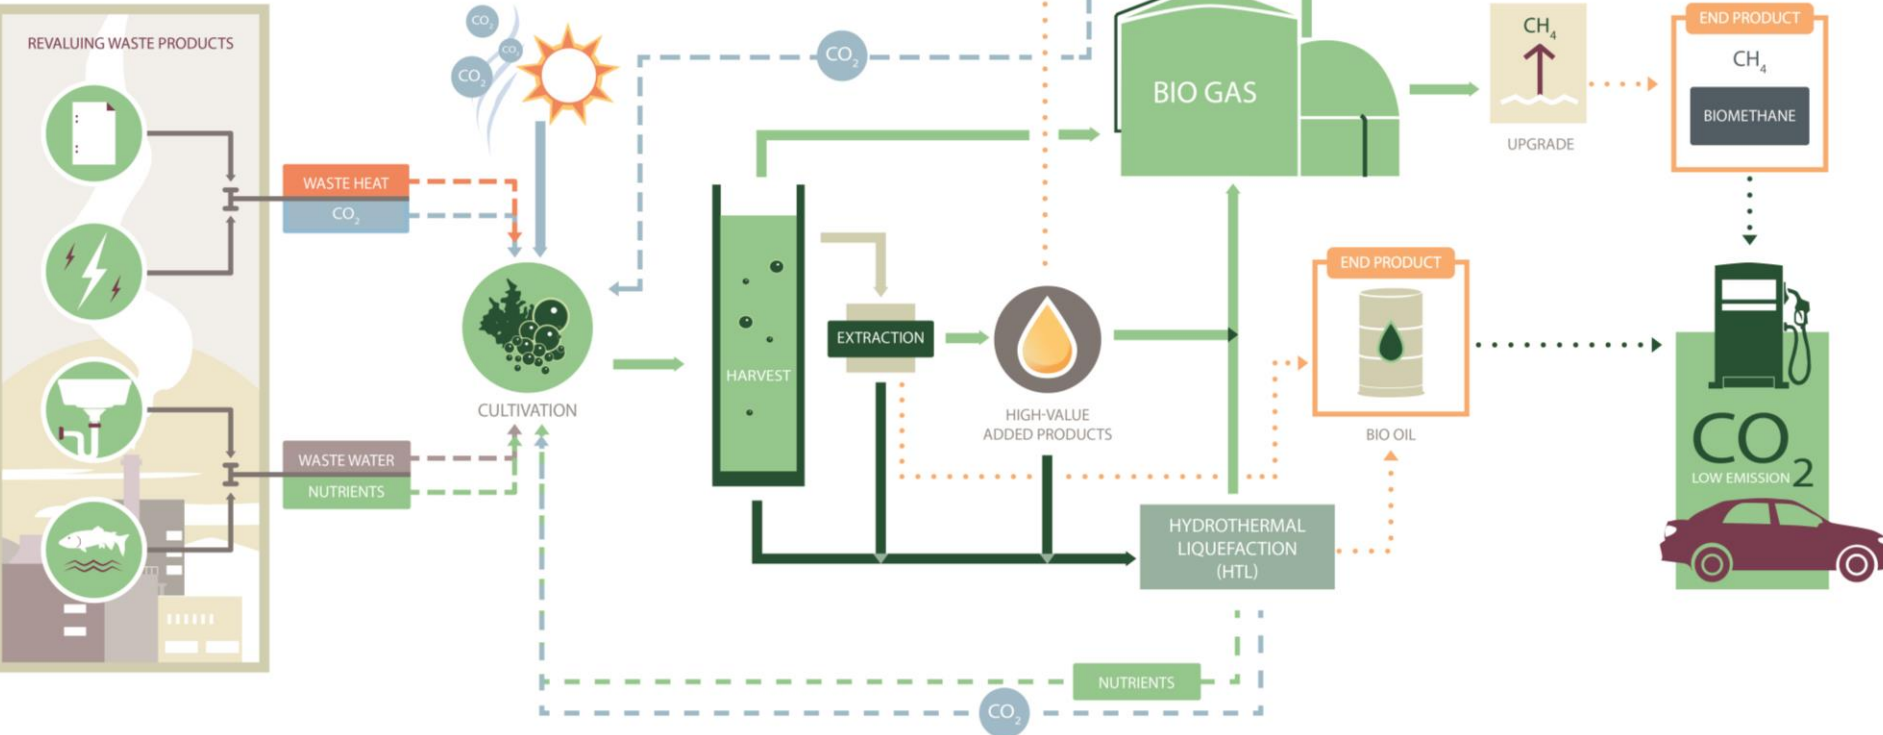 REVALUING WASTE PRODUCTS
CO2
CO2
CO2
CO2
BIO GAS
CH4
UPGRADE
END PRODUCT
CH4
BIOMETHANE
WASTE HEAT
CO2
CULTIVATION
WASTE WATER
NUTRIENTS
HARVEST
EXTRACTION
HIGH-VALUE
ADDED PRODUCTS
END PRODUCT
BIO OIL
HYDROTHERMAL
LIQUEFACTION
(HTL)
NUTRIENTS
CO2
CO2
LOW EMISSION